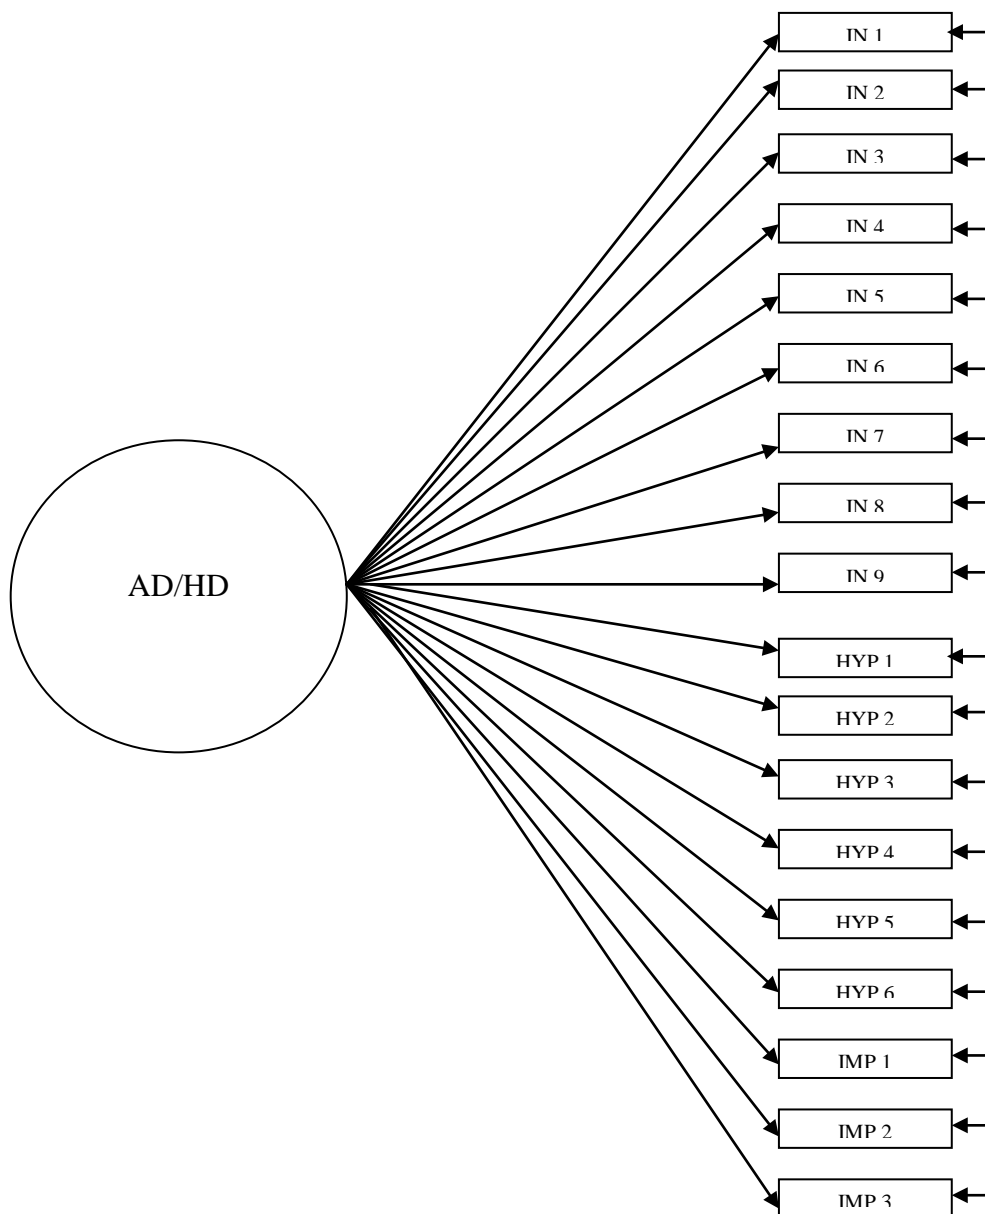 IN 1
IN 2
IN 3
IN 4
IN 5
IN 6
IN 7
IN 8
IN 9
AD/HD
HYP 1
HYP 2
HYP 3
HYP 4
HYP 5
HYP 6
IMP 1
IMP 2
IMP 3